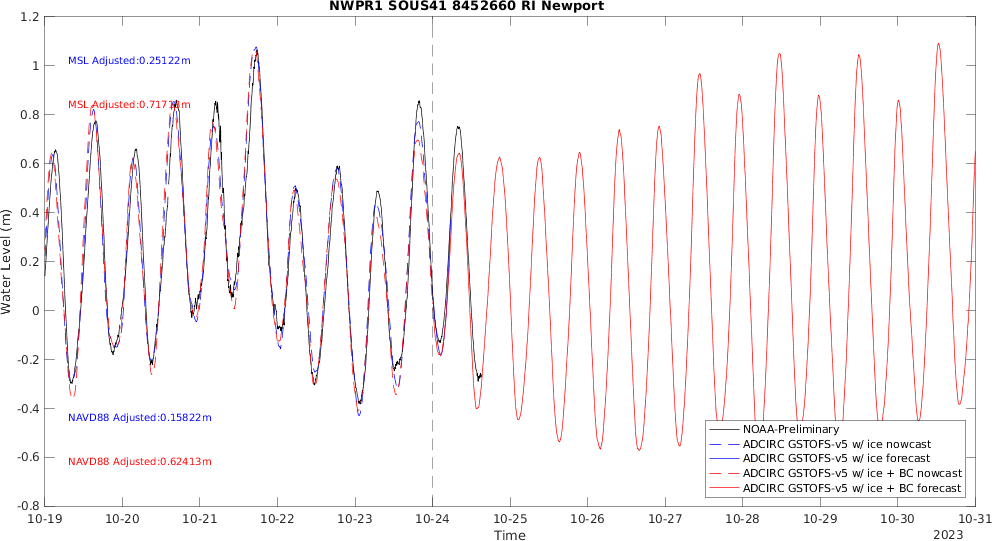 NWPR1 SOUS41 8452660 RI Newport
1.2
1
0.8
0.6
0.4
0.2
0
-0.2
-0.4
-0.6
-0.8
Water Level (m)
MSL Adjusted:0.25122m
MSL Adjusted:0.717
NAVD88 Adjusted:0.15822m
NAVD88 Adjusted:0.62413m
NOAA-Preliminary
ADCIRC GSTOFS-v5 w/ ice nowcast
ADCIRC GSTOFS-v5 w/ ice forecast
ADCIRC GSTOFS-v5 w/ ice + BC nowcast
ADCIRC GSTOFS-v5 w/ ice + BC forecast
10-19 10-20 10-21 10-22 10-23 10-24 10-25 10-26 10-27 10-28 10-29 10-30 10-31
Time
2023